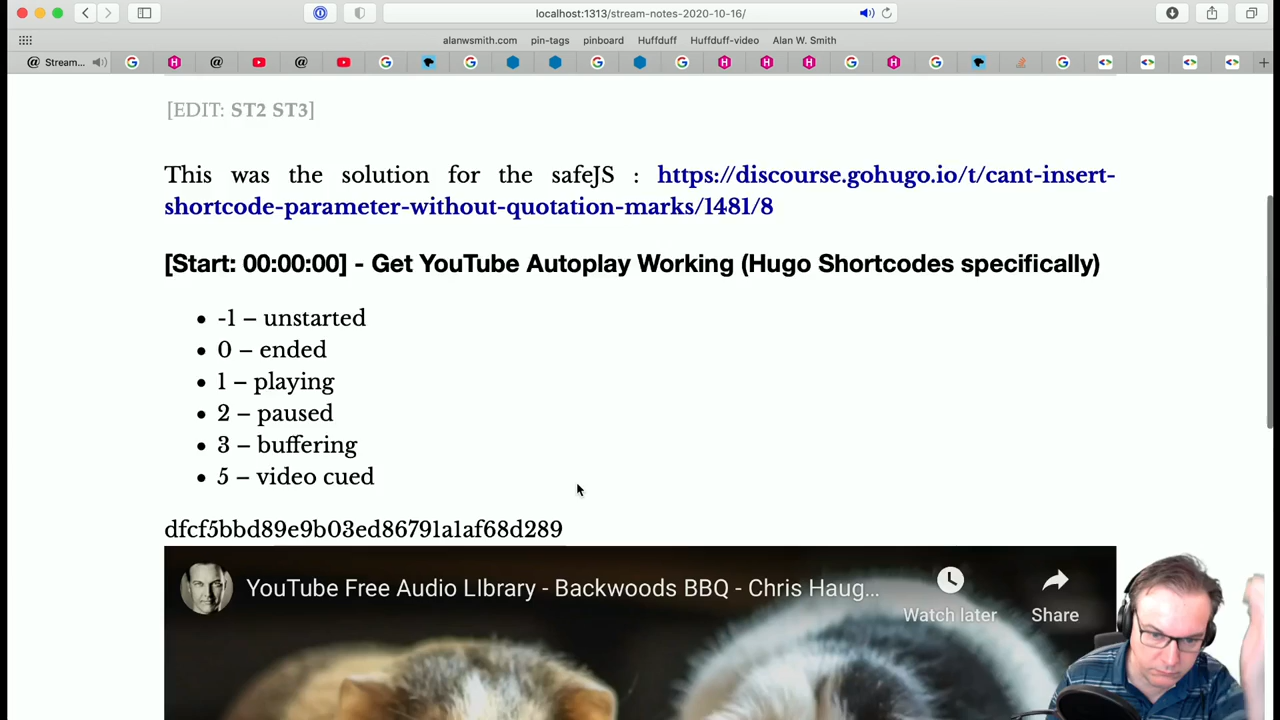 localhost:1313/stream-notes-2020-10-16/
alanwsmith.com pin-tags pinboard Huffduff Huffduff-video Alan W. Smith
@ Stream...
[EDIT: ST2 ST3]
This was the solution for the safeJS : https://discourse.gohugo.io/t/cant-insert-
shortcode-parameter-without-quotation-marks/1481/8
[Start: 00:00:00] - Get YouTube Autoplay Working (Hugo Shortcodes specifically)
-1 – unstarted
0 – ended
1 – playing
2 – paused
3 – buffering
5 – video cued
dfcf5bbd89e9b03ed86791a1af68d289
YouTube Free Audio LIbrary - Backwoods BBQ - Chris Haug...
Watch later
Share